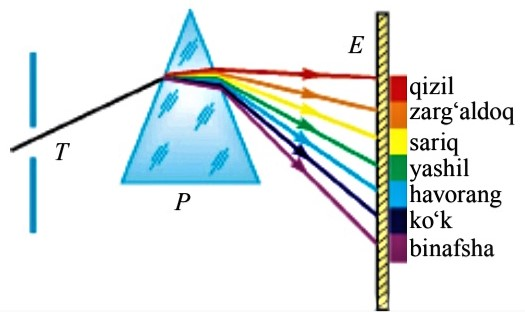 E
T
P
qizil
zarg‘aldoq
sariq
yashil
havorang
ko‘k
binafsha